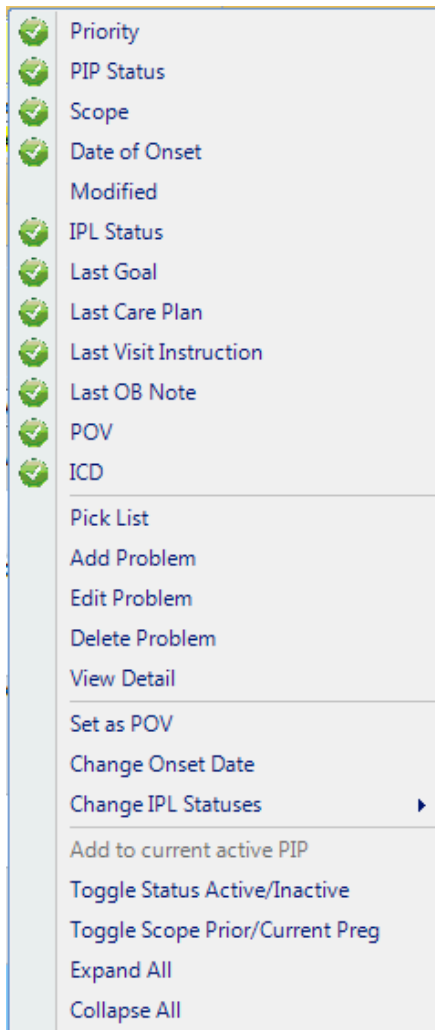 Priority
PIP Status
Scope
Date of Onset
Modified
IPL Status
Last Goal
Last Care Plan
Last Visit Instruction
Last OB Note
POV
ICD
Pick List
Add Problem
Edit Problem
Delete Problem
View Detail
Set as POV
Change Onset Date
Change IPL Statuses
Add to current active PIP
Toggle Status Active/Inactive
Toggle Scope Prior/Current Preg
Expand All
Collapse All